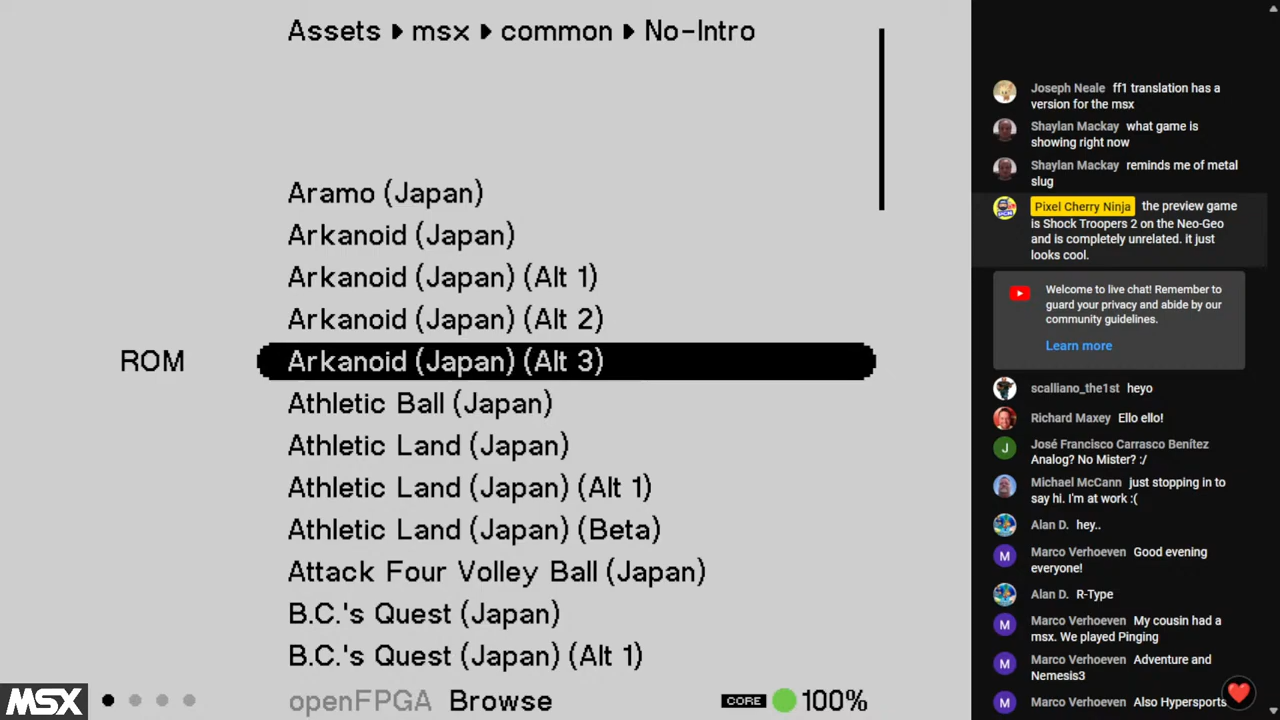 Assets ▶ msx ▶ common ▶ No-Intro
Aramo (Japan)
Arkanoid (Japan)
Arkanoid (Japan) (Alt 1)
Arkanoid (Japan) (Alt 2)
ROM
Arkanoid (Japan) (Alt 3)
Athletic Ball (Japan)
Athletic Land (Japan)
Athletic Land (Japan) (Alt 1)
Athletic Land (Japan) (Beta)
Attack Four Volley Ball (Japan)
B.C.'s Quest (Japan)
B.C.'s Quest (Japan) (Alt 1)
MSX
openFPGA Browse
CORE 100%
Joseph Neale ff1 translation has a
version for the msx
Shaylan Mackay what game is
showing right now
Shaylan Mackay reminds me of metal
slug
Pixel Cherry Ninja the preview game
is Shock Troopers 2 on the Neo-Geo
and is completely unrelated. it just
looks cool.
Welcome to live chat! Remember to
guard your privacy and abide by our
community guidelines.
Learn more
scalliano_the1st heyo
Richard Maxey Ello ello!
J José Francisco Carrasco Benítez
Analog? No Mister? :/
Michael McCann just stopping in to
say hi. I'm at work :(
Alan D. hey..
M Marco Verhoeven Good evening
everyone!
Alan D. R-Type
M Marco Verhoeven My cousin had a
msx. We played Pinging
M Marco Verhoeven Adventure and
Nemesis3
M Marco Verhoeven Also Hypersports